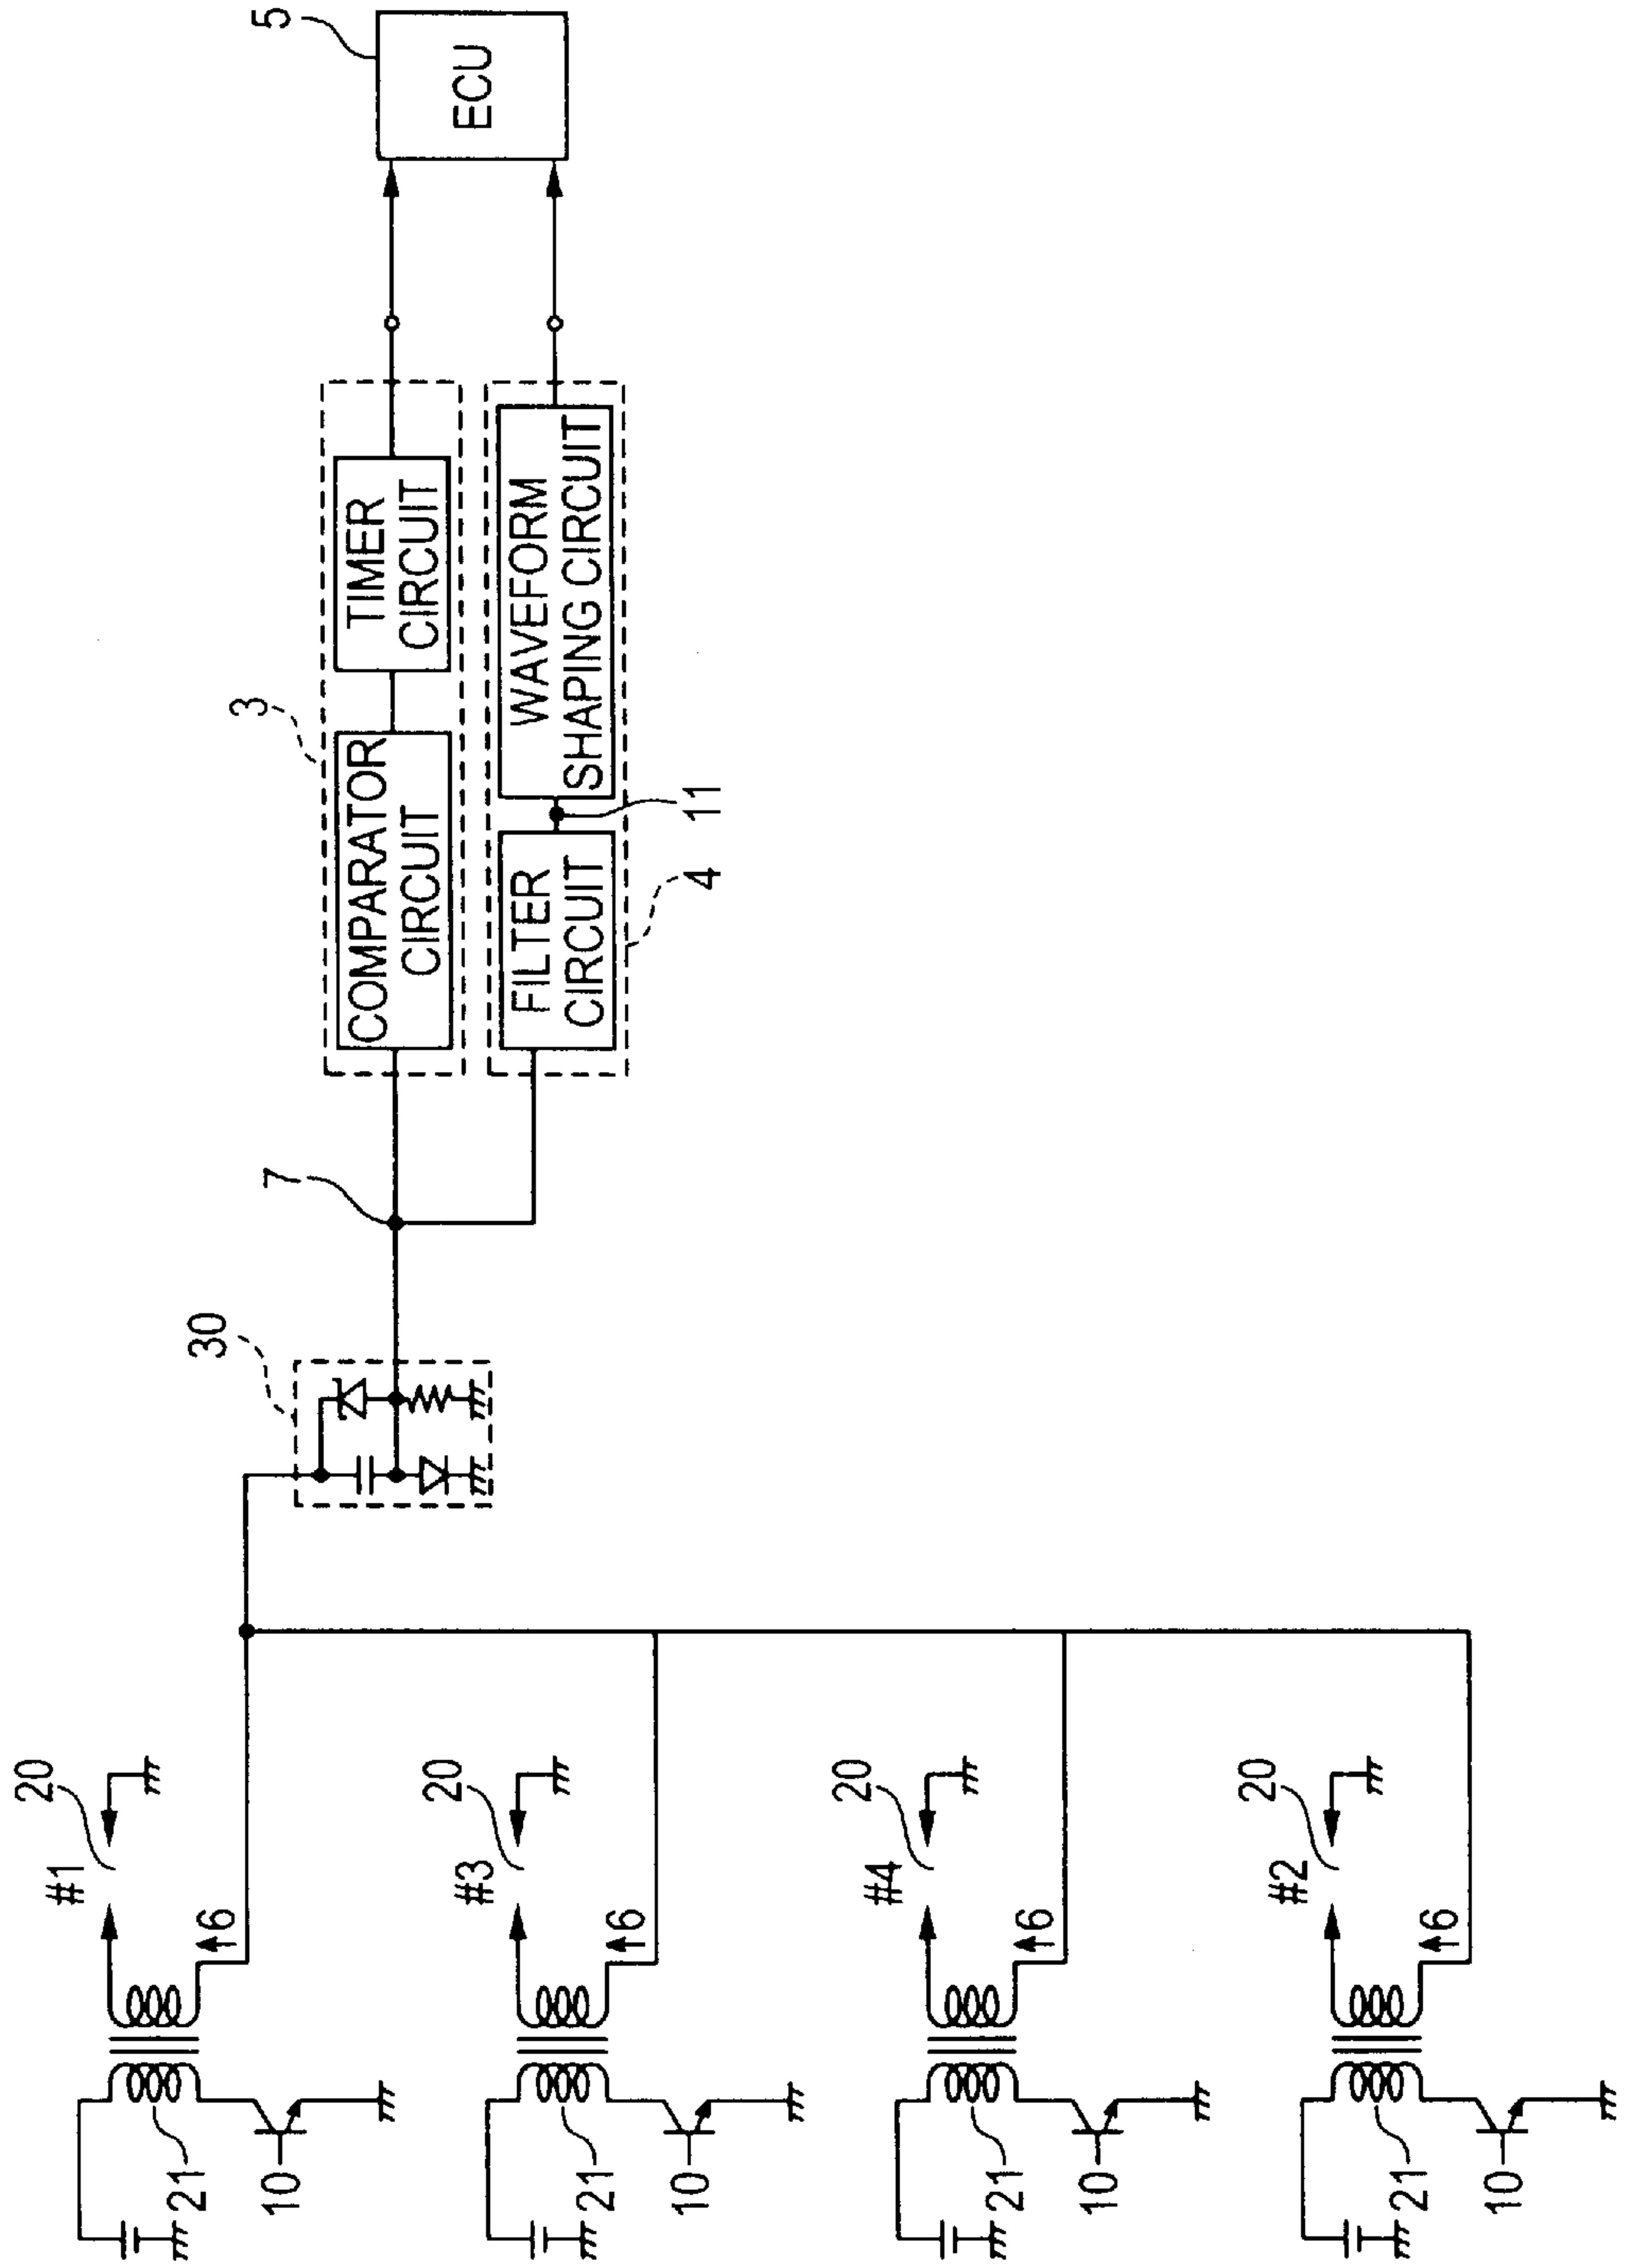 #1
20
6
21
10
#3
20
6
21
10
#4
20
6
21
10
#2
20
6
21
10
30
7
3
COMPARATOR
CIRCUIT
TIMER
CIRCUIT
FILTER
CIRCUIT
WAVEFORM
SHAPING CIRCUIT
11
4
5
ECU